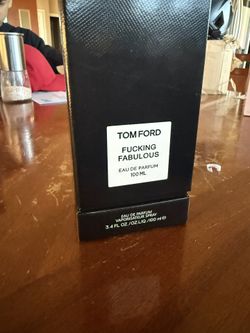 TOM FORD
FUCKING
FABULOUS
EAU DE PARFUM
100 ML
EAU DE PARFUM
VAPORISATEUR SPRAY
3.4 FL. OZ./OZ.LIQ./100 ml ℮